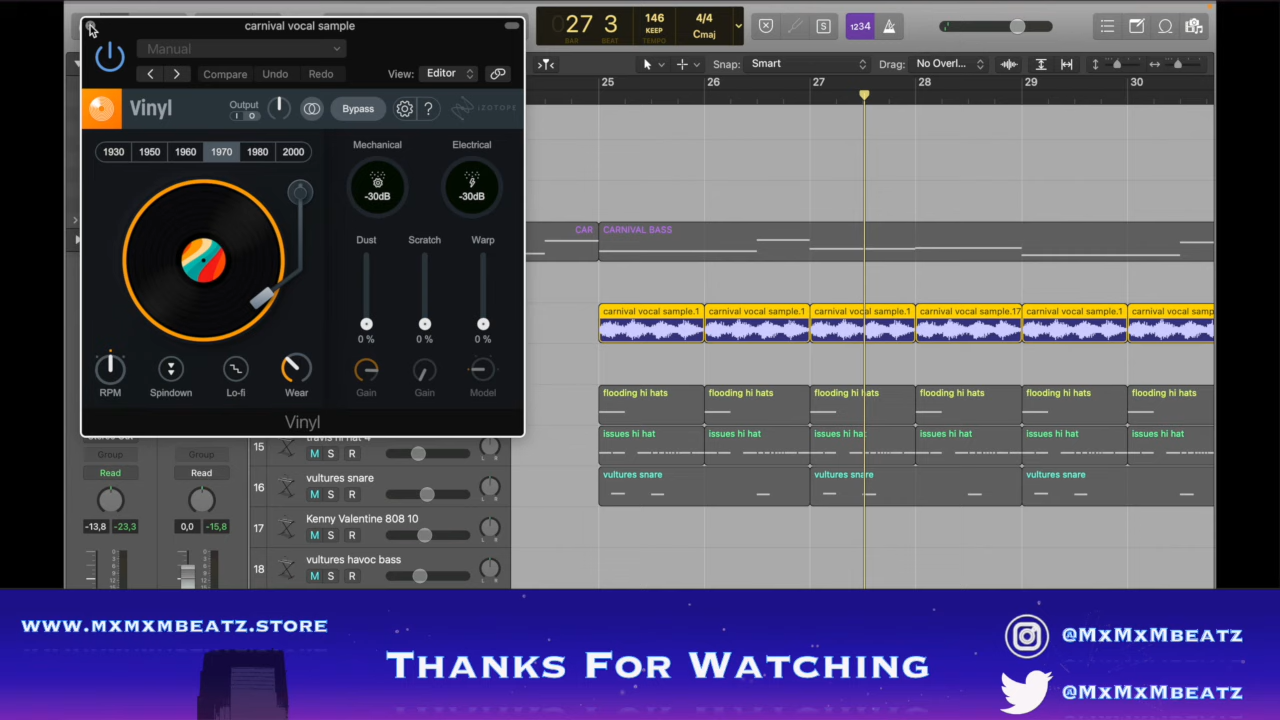 carnival vocal sample
27 3
BAR BEAT
146
KEEP
TEMPO
4/4
Cmaj
S
1234
Manual
Compare Undo Redo View: Editor
Snap: Smart Drag: No Overl...
25 26 27 28 29 30
Vinyl
Output
I O
Bypass
?
IZOTOPE
1930 1950 1960 1970 1980 2000
Mechanical
-30dB
Electrical
-30dB
Dust Scratch Warp
0 % 0 % 0 %
RPM Spindown Lo-fi Wear Gain Gain Model
Vinyl
CAR CARNIVAL BASS
carnival vocal sample.1 carnival vocal sample.1 carnival vocal sample.1 carnival vocal sample.17 carnival vocal sample.1 carnival vocal samp
flooding hi hats flooding hi hats flooding hi hats flooding hi hats flooding hi hats flooding hi hats
issues hi hat issues hi hat issues hi hat issues hi hat issues hi hat issues hi hat
vultures snare vultures snare vultures snare
Group Group
Read Read
-13,8 -23,3 0,0 -15,8
15 travis hi hat 4
M S R
L R
16 vultures snare
M S R
L R
17 Kenny Valentine 808 10
M S R
L R
18 vultures havoc bass
M S R
L R
WWW.MXMXMBEATZ.STORE
THANKS FOR WATCHING
@MXMXMBEATZ
@MXMXMBEATZ